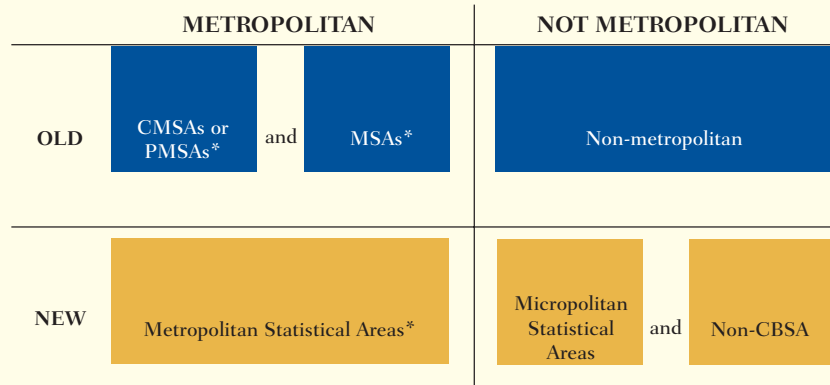 METROPOLITAN
NOT METROPOLITAN
OLD
CMSAs or
PMSAs*
and
MSAs*
Non-metropolitan
NEW
Metropolitan Statistical Areas*
Micropolitan
Statistical
Areas
and
Non-CBSA